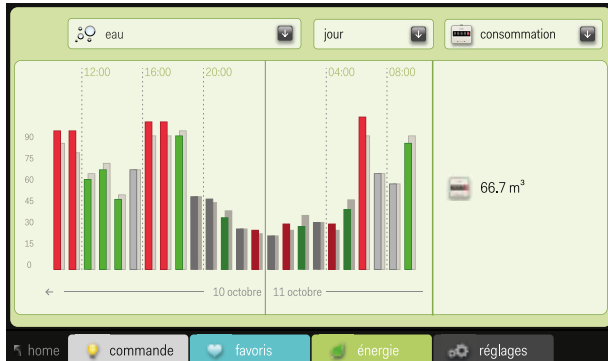 eau
jour
consommation
12:00 16:00 20:00 04:00 08:00
90
75
60
45
30
15
0
66.7 m³
← 10 octobre 11 octobre
home commande favoris énergie réglages